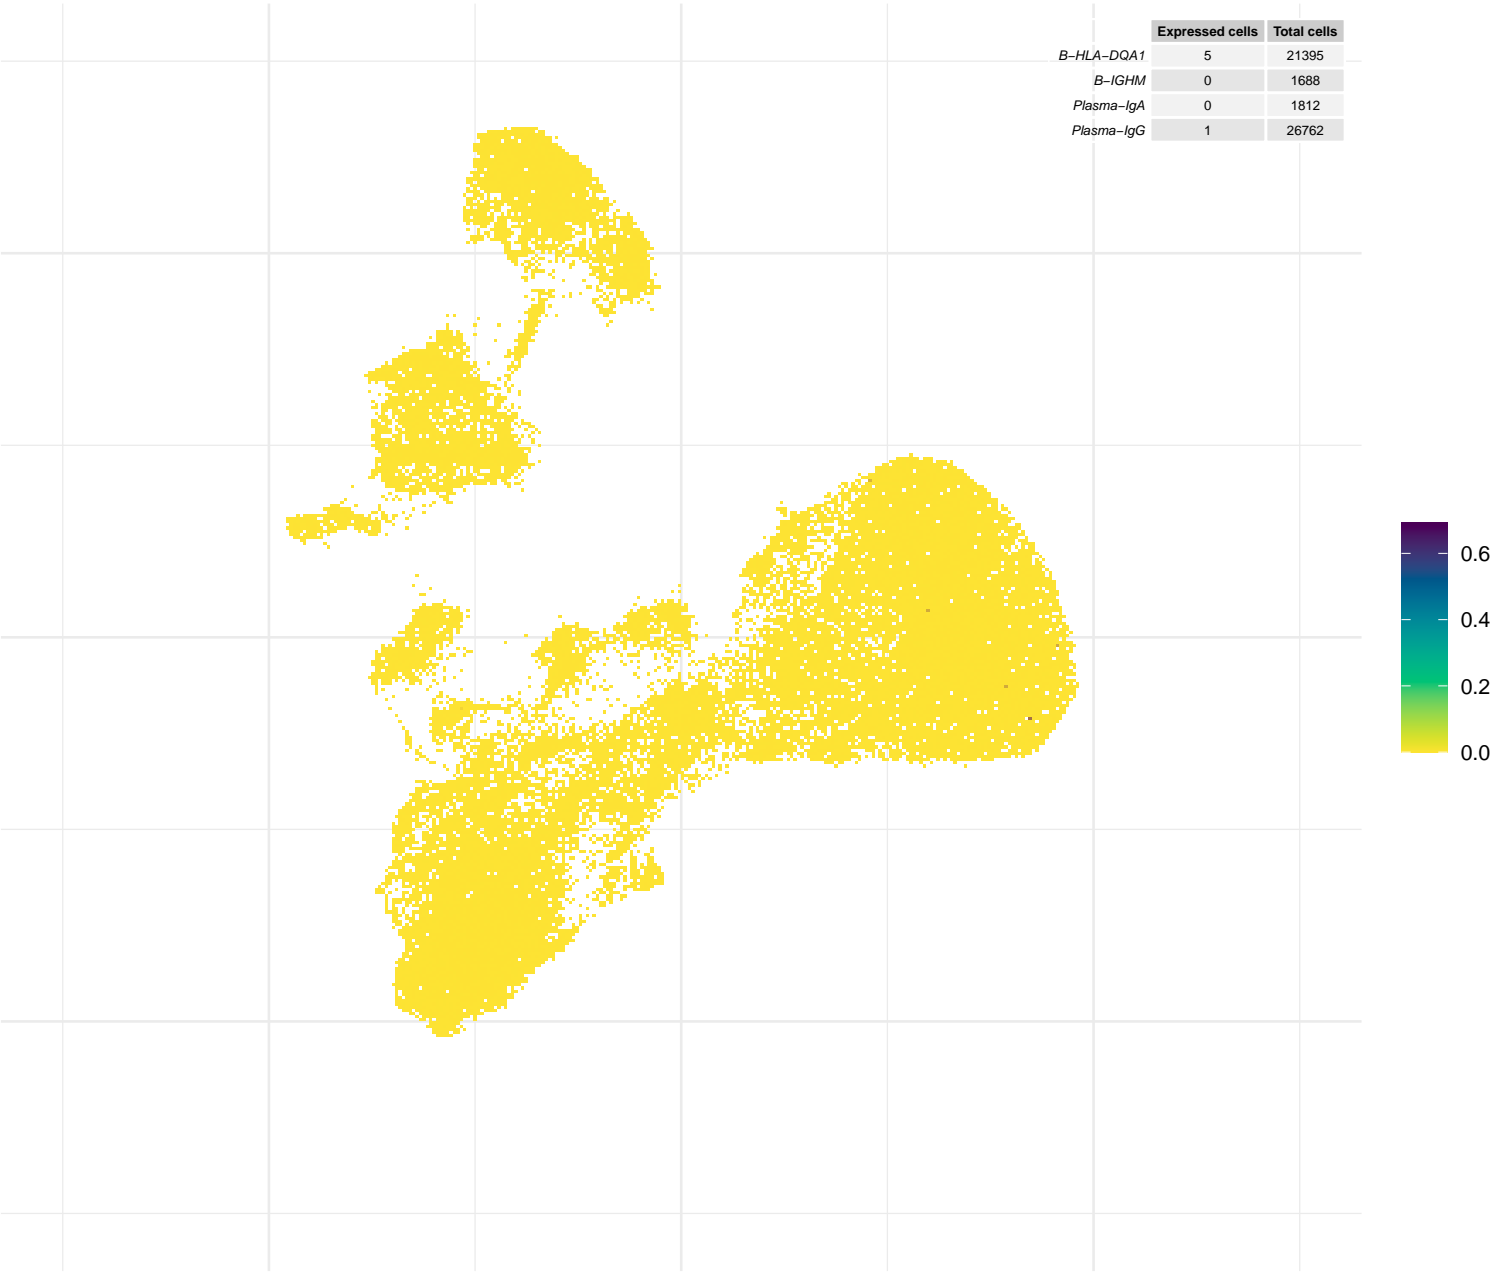 Expressed cells Total cells
B−HLA−DQA1 5 21395
B−IGHM 0 1688
Plasma−IgA 0 1812
Plasma−IgG 1 26762
0.6
0.4
0.2
0.0